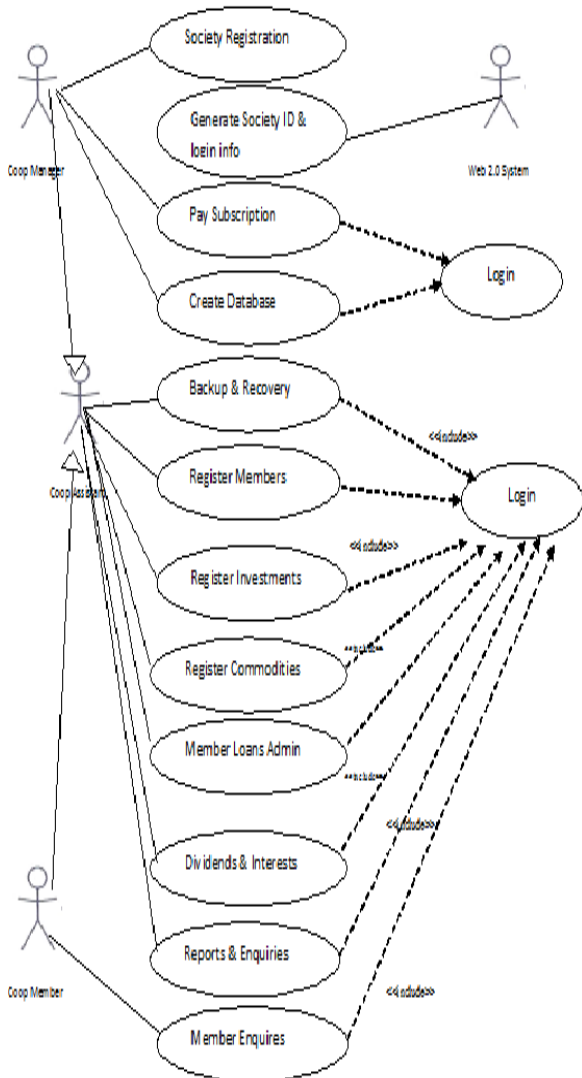 Society Registration
Generate Society ID &
login info
Coop Manager
Web 2.0 System
Pay Subscription
Login
Create Database
Backup & Recovery
<<include>>
Coop Assistant
Register Members
Login
<<include>>
Register Investments
Register Commodities
<<include>>
Member Loans Admin
<<include>>
<<include>>
Dividends & Interests
Reports & Enquiries
Coop Member
<<include>>
Member Enquires